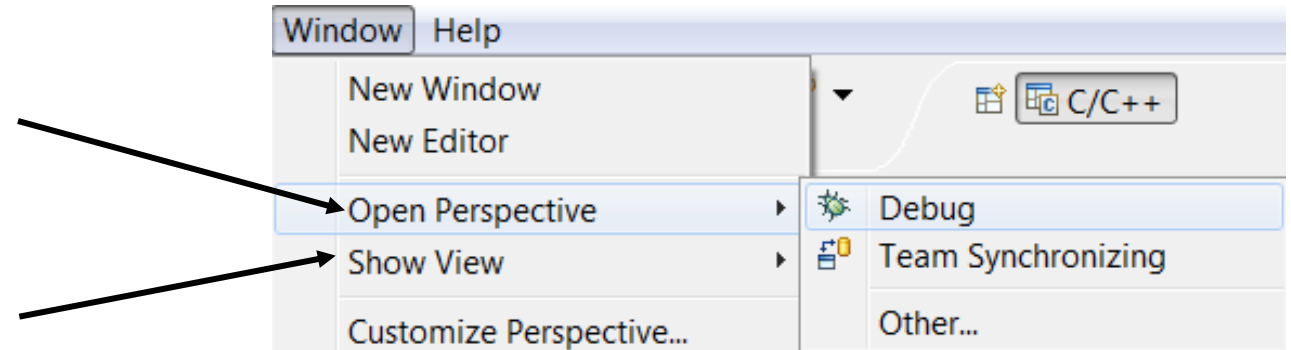 Window Help
New Window
C/C++
New Editor
Open Perspective
Debug
Show View
Team Synchronizing
Customize Perspective...
Other...